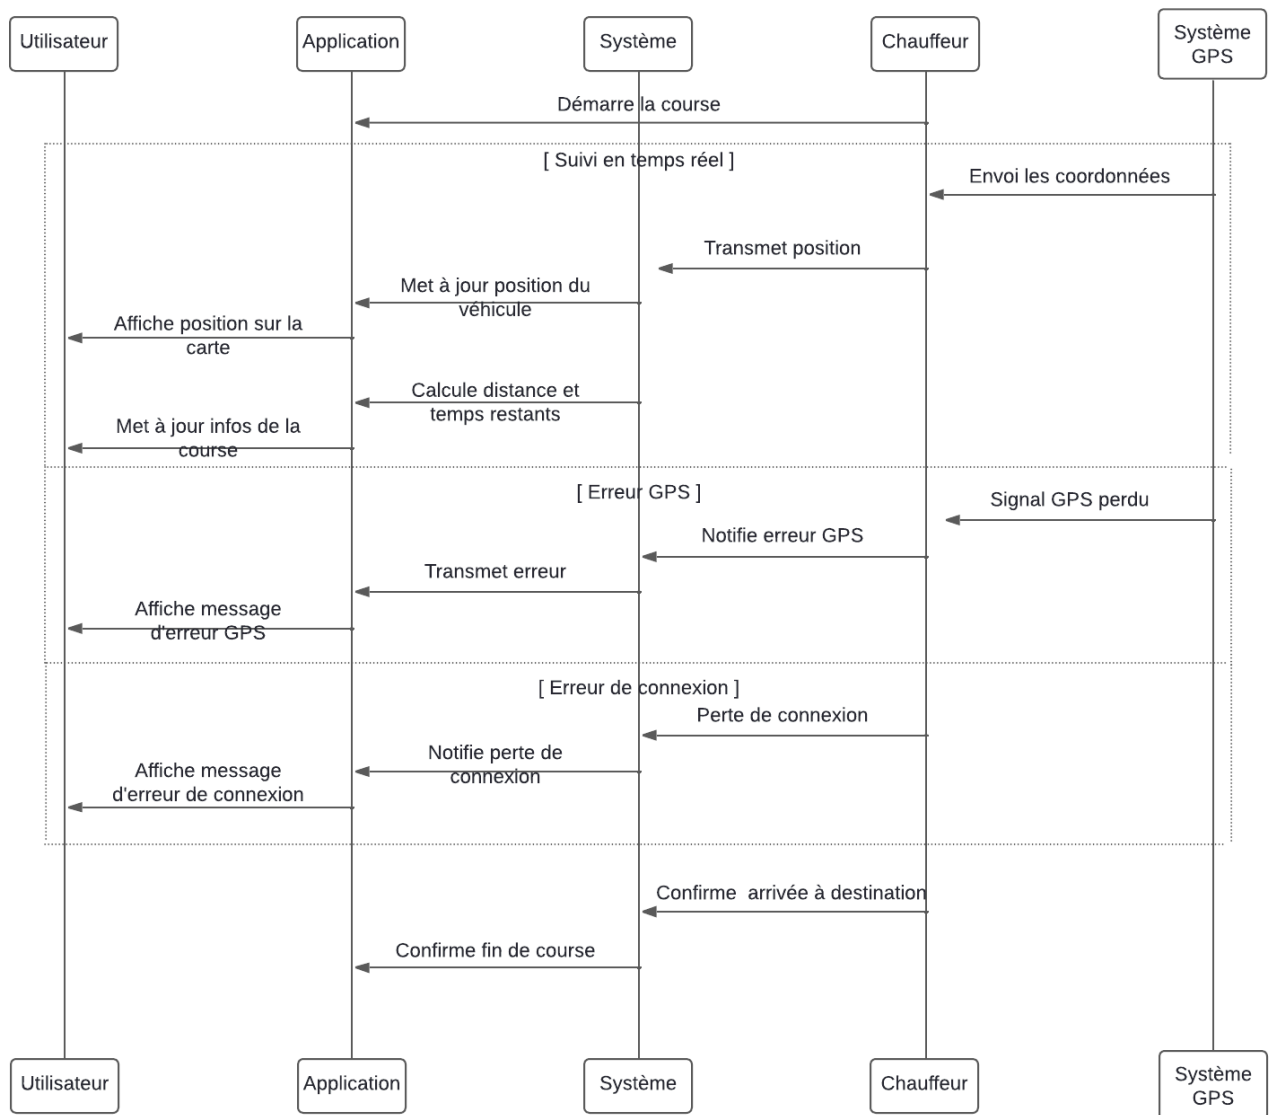 Utilisateur
Application
Système
Chauffeur
Système
GPS
Démarre la course
[ Suivi en temps réel ]
Envoi les coordonnées
Transmet position
Met à jour position du
véhicule
Affiche position sur la
carte
Calcule distance et
temps restants
Met à jour infos de la
course
[ Erreur GPS ]
Signal GPS perdu
Notifie erreur GPS
Transmet erreur
Affiche message
d'erreur GPS
[ Erreur de connexion ]
Perte de connexion
Notifie perte de
connexion
Affiche message
d'erreur de connexion
Confirme  arrivée à destination
Confirme fin de course
Utilisateur
Application
Système
Chauffeur
Système
GPS